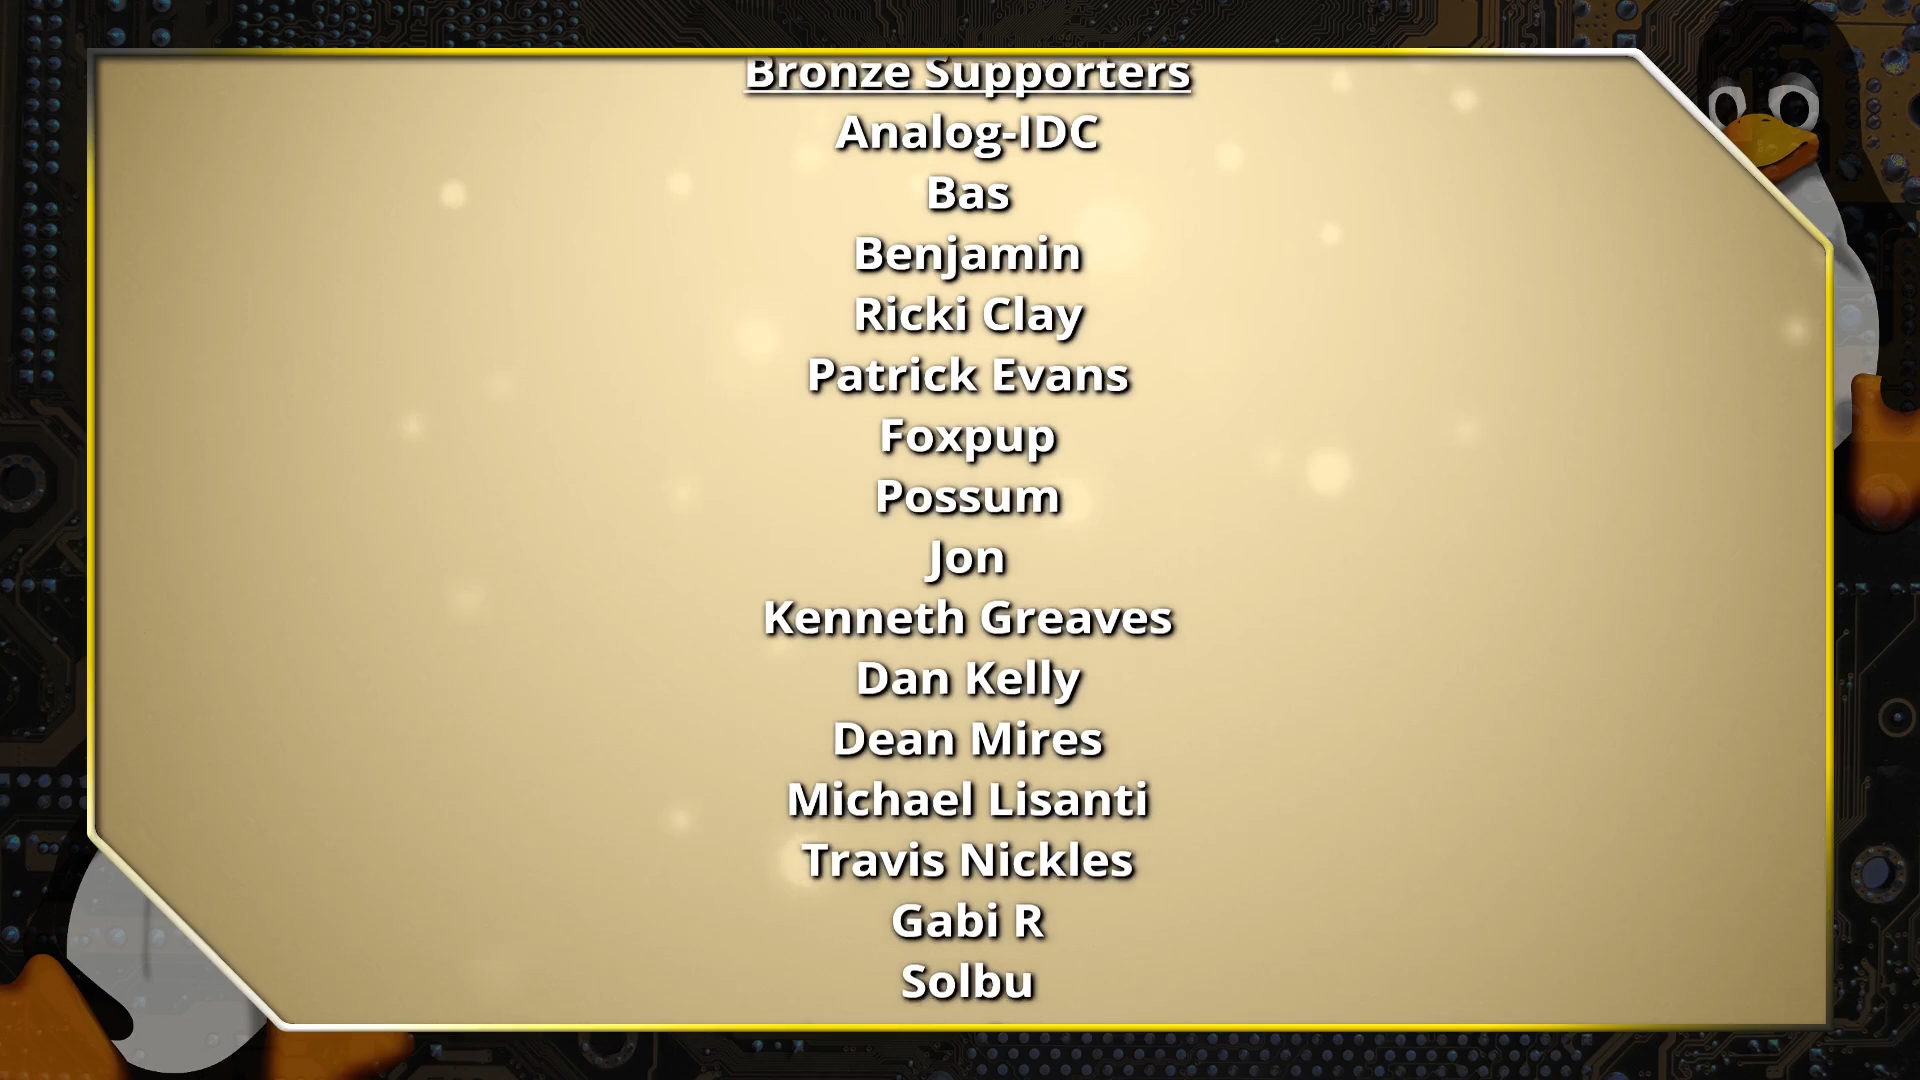 Bronze Supporters
Analog-IDC
Bas
Benjamin
Ricki Clay
Patrick Evans
Foxpup
Possum
Jon
Kenneth Greaves
Dan Kelly
Dean Mires
Michael Lisanti
Travis Nickles
Gabi R
Solbu